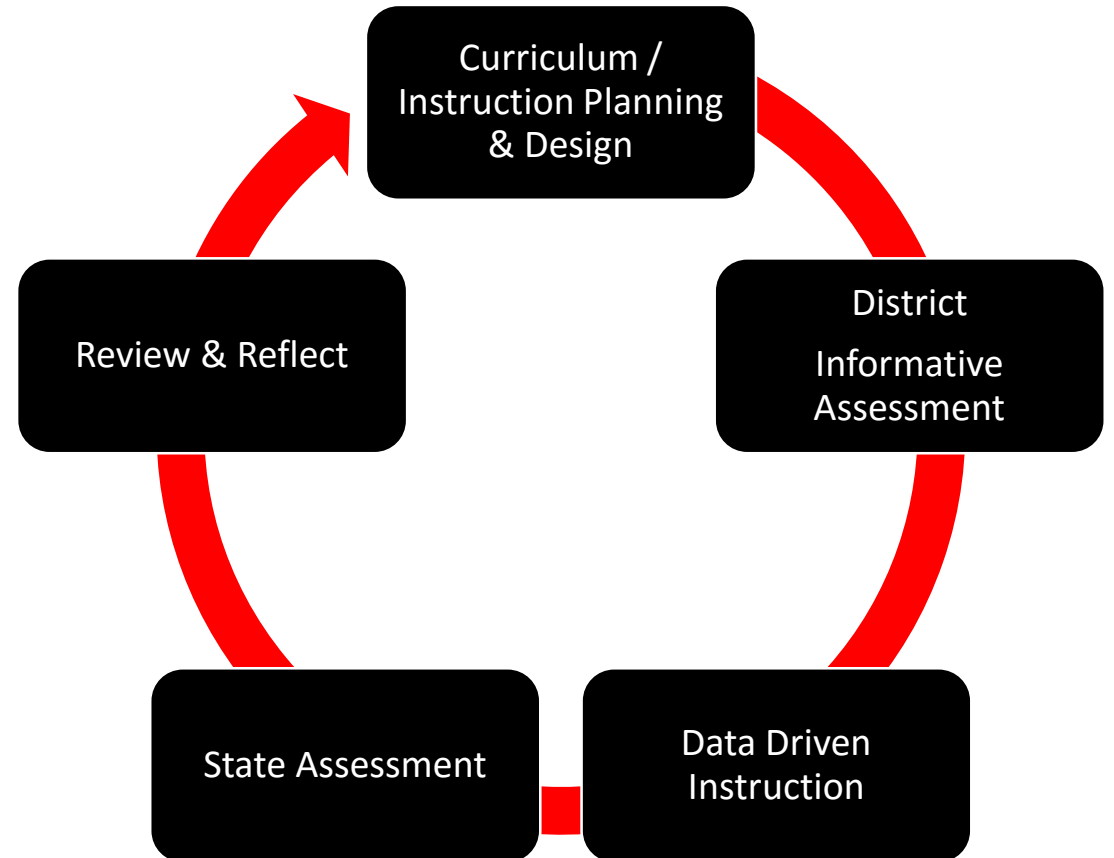 Curriculum /
Instruction Planning
& Design
District
Informative
Assessment
Data Driven
Instruction
State Assessment
Review & Reflect